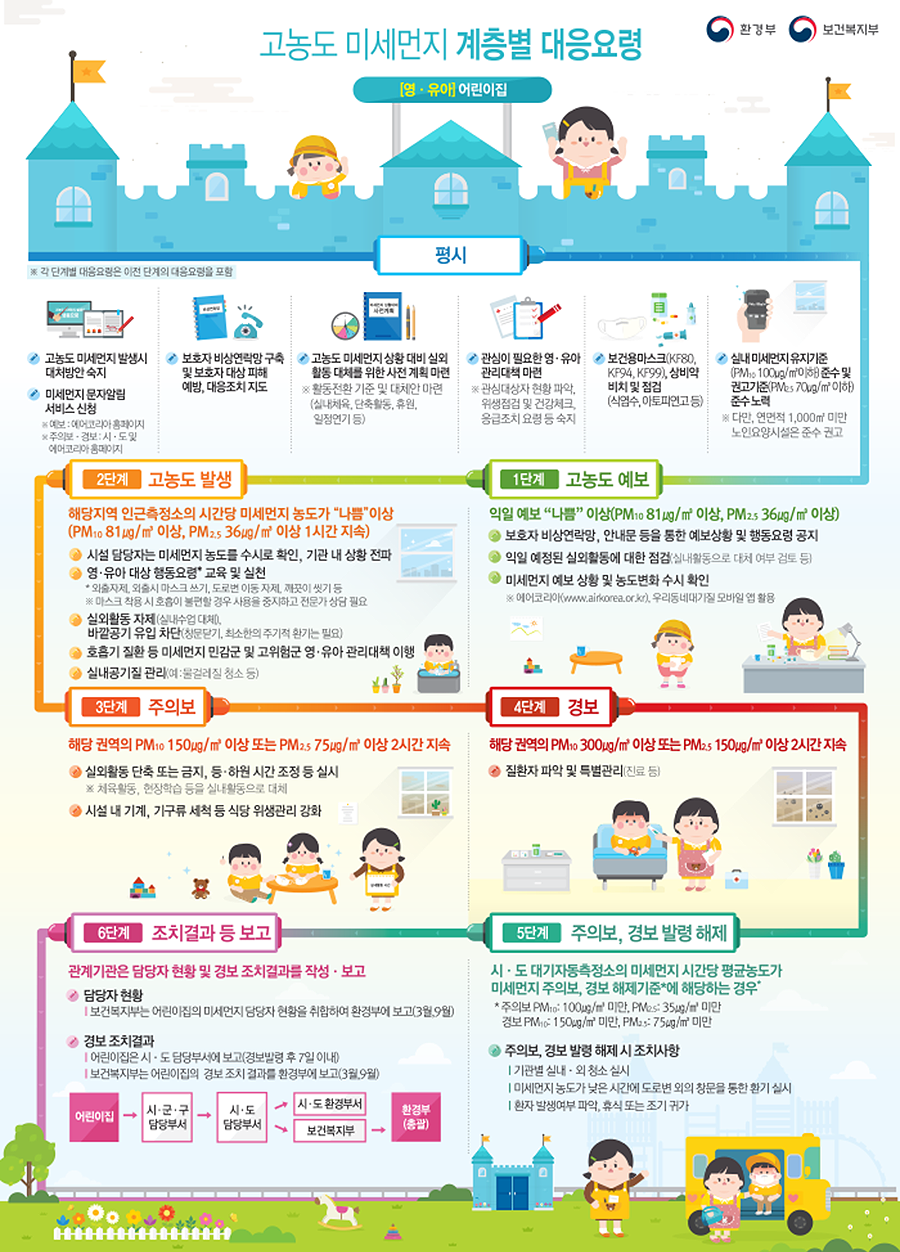 고농도 미세먼지 계층별 대응요령
환경부 보건복지부
[영·유아] 어린이집
평시
※ 각 단계별 대응요령은 이전 단계의 대응요령을 포함
고농도 미세먼지 발생시
대처방안 숙지
미세먼지 문자알림
서비스 신청
※ 예보 : 에어코리아 홈페이지
※ 주의보·경보 : 시·도 및
에어코리아 홈페이지
보호자 비상연락망 구축
및 보호자 대상 피해
예방, 대응조치 지도
사전계획
고농도 미세먼지 상황 대비 실외
활동 대체를 위한 사전 계획 마련
※ 활동전환 기준 및 대체안 마련
(실내체육, 단축활동, 휴원,
일정연기 등)
관심이 필요한 영·유아
관리대책 마련
※ 관심대상자 현황 파악,
위생점검 및 건강체크,
응급조치 요령 등 숙지
보건용마스크(KF80,
KF94, KF99), 상비약
비치 및 점검
(식염수, 아토피연고 등)
실내 미세먼지 유지기준
(PM10 100㎍/㎥이하) 준수 및
권고기준(PM2.5 70㎍/㎥이하)
준수 노력
※ 다만, 연면적 1,000㎡ 미만
노인요양시설은 준수 권고
1단계 고농도 예보
익일 예보 “나쁨” 이상(PM10 81㎍/㎥ 이상, PM2.5 36㎍/㎥ 이상)
보호자 비상연락망, 안내문 등을 통한 예보상황 및 행동요령 공지
익일 예정된 실외활동에 대한 점검(실내활동으로 대체 여부 검토 등)
미세먼지 예보 상황 및 농도변화 수시 확인
※ 에어코리아(www.airkorea.or.kr), 우리동네대기질 모바일 앱 활용
2단계 고농도 발생
해당지역 인근측정소의 시간당 미세먼지 농도가 “나쁨”이상
(PM10 81㎍/㎥ 이상, PM2.5 36㎍/㎥ 이상 1시간 지속)
시설 담당자는 미세먼지 농도를 수시로 확인, 기관 내 상황 전파
영·유아 대상 행동요령* 교육 및 실천
* 외출자제, 외출시 마스크 쓰기, 도로변 이동 자제, 깨끗이 씻기 등
※ 마스크 착용 시 호흡이 불편할 경우 사용을 중지하고 전문가 상담 필요
실외활동 자제(실내수업 대체),
바깥공기 유입 차단(창문닫기, 최소한의 주기적 환기는 필요)
호흡기 질환 등 미세먼지 민감군 및 고위험군 영·유아 관리대책 이행
실내공기질 관리(예:물걸레질 청소 등)
3단계 주의보
해당 권역의 PM10 150㎍/㎥ 이상 또는 PM2.5 75㎍/㎥ 이상 2시간 지속
실외활동 단축 또는 금지, 등·하원 시간 조정 등 실시
※ 체육활동, 현장학습 등을 실내활동으로 대체
시설 내 기계, 기구류 세척 등 식당 위생관리 강화
4단계 경보
해당 권역의 PM10 300㎍/㎥ 이상 또는 PM2.5 150㎍/㎥ 이상 2시간 지속
질환자 파악 및 특별관리(진료 등)
5단계 주의보, 경보 발령 해제
시·도 대기자동측정소의 미세먼지 시간당 평균농도가
미세먼지 주의보, 경보 해제기준*에 해당하는 경우*
* 주의보 PM10: 100㎍/㎥ 미만, PM2.5: 35㎍/㎥ 미만
경보 PM10: 150㎍/㎥ 미만, PM2.5: 75㎍/㎥ 미만
주의보, 경보 발령 해제 시 조치사항
기관별 실내·외 청소 실시
미세먼지 농도가 낮은 시간에 도로변 외의 창문을 통한 환기 실시
환자 발생여부 파악, 휴식 또는 조기 귀가
6단계 조치결과 등 보고
관계기관은 담당자 현황 및 경보 조치결과를 작성·보고
담당자 현황
보건복지부는 어린이집의 미세먼지 담당자 현황을 취합하여 환경부에 보고(3월,9월)
경보 조치결과
어린이집은 시·도 담당부서에 보고(경보발령 후 7일 이내)
보건복지부는 어린이집의 경보 조치 결과를 환경부에 보고(3월,9월)
어린이집
시·군·구
담당부서
시·도
담당부서
시·도 환경부서
보건복지부
환경부
(총괄)